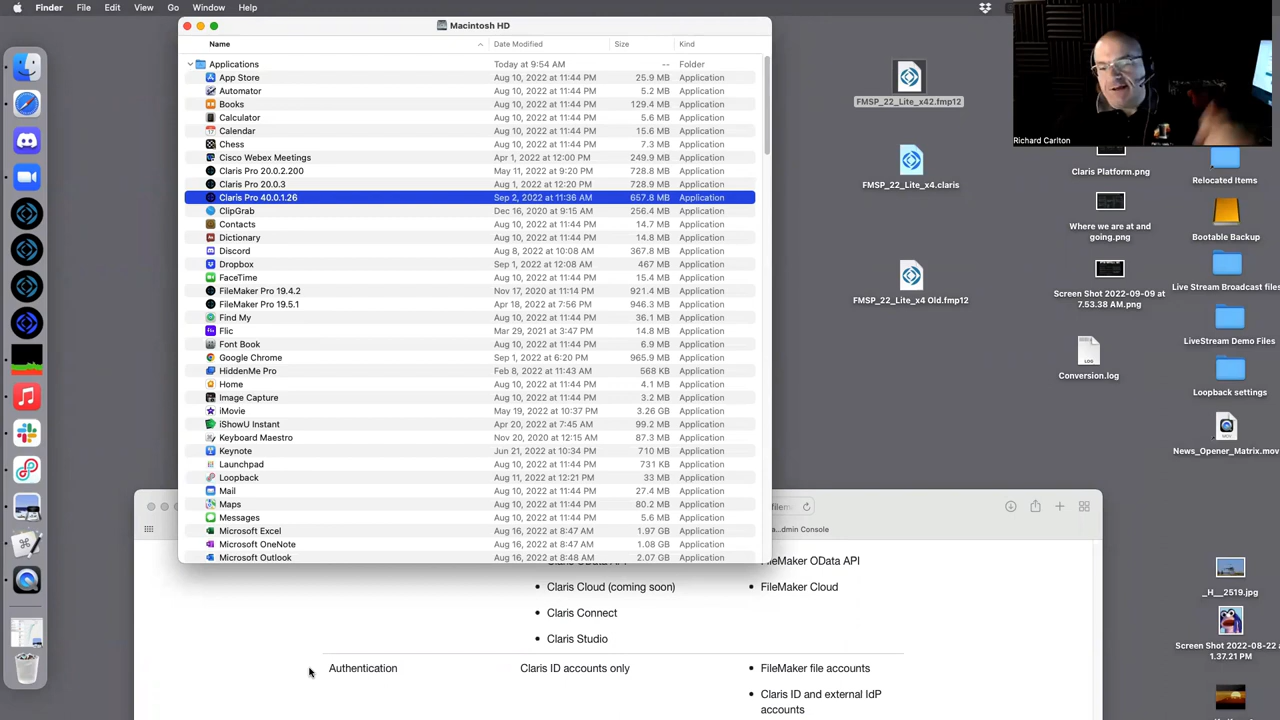 Finder File Edit View Go Window Help
Macintosh HD
Name Date Modified Size Kind
Applications Today at 9:54 AM -- Folder
App Store Aug 10, 2022 at 11:44 PM 25.9 MB Application
Automator Aug 10, 2022 at 11:44 PM 5.2 MB Application
Books Aug 10, 2022 at 11:44 PM 129.4 MB Application
Calculator Aug 10, 2022 at 11:44 PM 5.6 MB Application
Calendar Aug 10, 2022 at 11:44 PM 15.6 MB Application
Chess Aug 10, 2022 at 11:44 PM 7.3 MB Application
Cisco Webex Meetings Apr 1, 2022 at 12:00 PM 249.9 MB Application
Claris Pro 20.0.2.200 May 11, 2022 at 9:20 PM 728.8 MB Application
Claris Pro 20.0.3 Aug 1, 2022 at 12:20 PM 728.9 MB Application
Claris Pro 40.0.1.26 Sep 2, 2022 at 11:36 AM 657.8 MB Application
ClipGrab Dec 16, 2020 at 9:15 AM 256.4 MB Application
Contacts Aug 10, 2022 at 11:44 PM 14.7 MB Application
Dictionary Aug 10, 2022 at 11:44 PM 14.8 MB Application
Discord Aug 8, 2022 at 10:08 AM 367.8 MB Application
Dropbox Sep 1, 2022 at 12:08 AM 467 MB Application
FaceTime Aug 10, 2022 at 11:44 PM 15.4 MB Application
FileMaker Pro 19.4.2 Nov 17, 2020 at 11:14 PM 921.4 MB Application
FileMaker Pro 19.5.1 Apr 18, 2022 at 7:56 PM 946.3 MB Application
Find My Aug 10, 2022 at 11:44 PM 36.1 MB Application
Flic Mar 29, 2021 at 3:47 PM 14.8 MB Application
Font Book Aug 10, 2022 at 11:44 PM 6.9 MB Application
Google Chrome Sep 1, 2022 at 6:20 PM 965.9 MB Application
HiddenMe Pro Feb 8, 2022 at 11:43 AM 568 KB Application
Home Aug 10, 2022 at 11:44 PM 4.1 MB Application
Image Capture Aug 10, 2022 at 11:44 PM 3.2 MB Application
iMovie May 19, 2022 at 10:37 PM 3.26 GB Application
iShowU Instant Apr 20, 2022 at 7:45 AM 99.2 MB Application
Keyboard Maestro Nov 20, 2020 at 12:15 AM 87.3 MB Application
Keynote Jun 21, 2022 at 10:34 PM 710 MB Application
Launchpad Aug 10, 2022 at 11:44 PM 731 KB Application
Loopback Aug 11, 2022 at 12:21 PM 33 MB Application
Mail Aug 10, 2022 at 11:44 PM 27.4 MB Application
Maps Aug 10, 2022 at 11:44 PM 80.2 MB Application
Messages Aug 10, 2022 at 11:44 PM 5.6 MB Application
Microsoft Excel Aug 16, 2022 at 8:47 AM 1.97 GB Application
Microsoft OneNote Aug 16, 2022 at 8:47 AM 1.08 GB Application
Microsoft Outlook Aug 16, 2022 at 8:48 AM 2.07 GB Application
FMSP_22_Lite_x42.fmp12
FMSP_22_Lite_x4.claris
FMSP_22_Lite_x4 Old.fmp12
Richard Carlton
Claris Platform.png
Where we are at and
going.png
Screen Shot 2022-09-09 at
7.53.38 AM.png
LOG
Conversion.log
Relocated Items
Bootable Backup
Live Stream Broadcast files
LiveStream Demo Files
Loopback settings
MOV
News_Opener_Matrix.mov
_H__2519.jpg
Screen Shot 2022-08-22 a
1.37.21 PM
filem
a...dmin Console
Claris OData API
FileMaker OData API
Claris Cloud (coming soon)
FileMaker Cloud
Claris Connect
Claris Studio
Authentication
Claris ID accounts only
FileMaker file accounts
Claris ID and external IdP
accounts